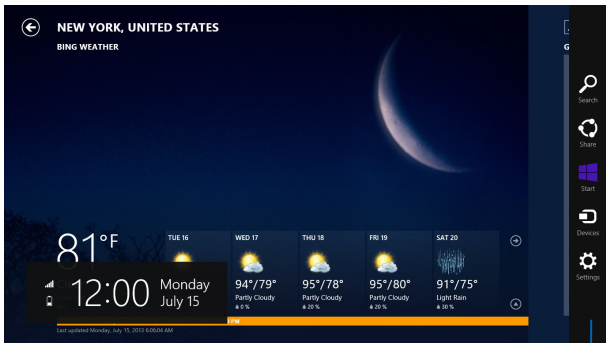 NEW YORK, UNITED STATES
BING WEATHER
G
Search
Share
Start
Devices
Settings
81°F
TUE 16
WED 17
94°/79°
Partly Cloudy
0 %
THU 18
95°/78°
Partly Cloudy
20 %
FRI 19
95°/80°
Partly Cloudy
20 %
SAT 20
91°/75°
Light Rain
30 %
12:00
Monday
July 15
PM
Last updated Monday, July 15, 2013 6:06:04 AM